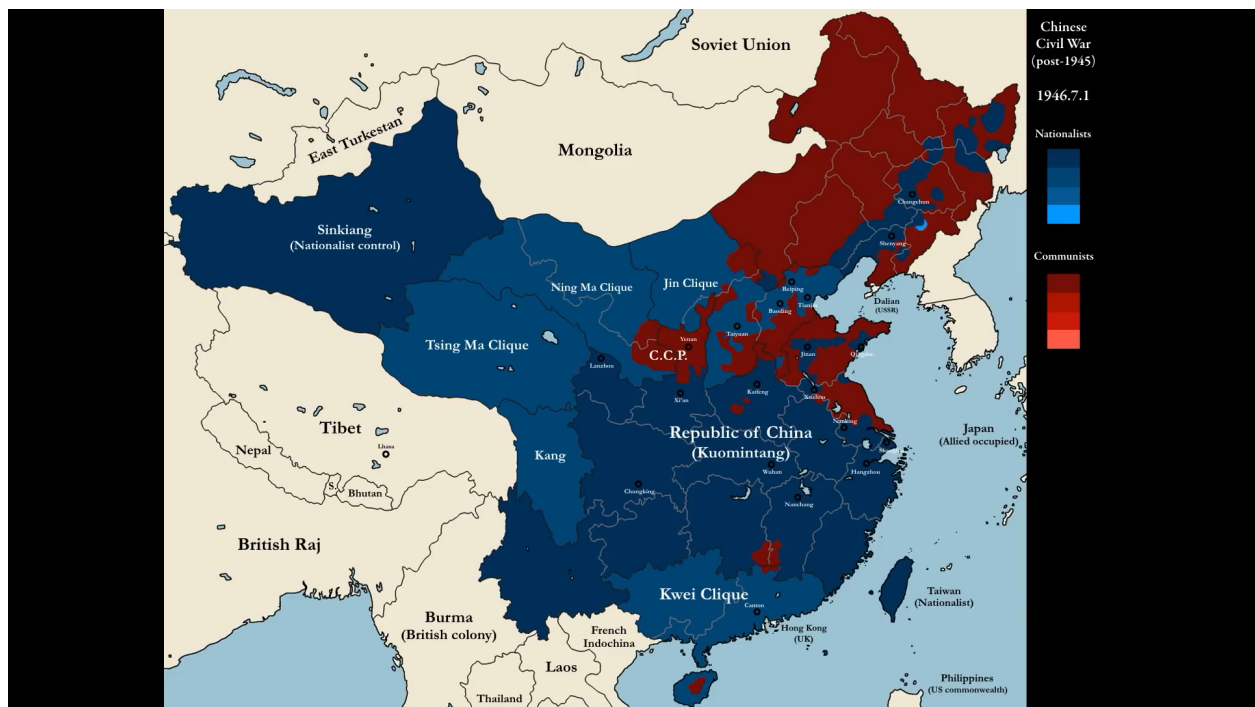 Soviet Union
Chinese
Civil War
(post-1945)
1946.7.1
Nationalists
Communists
East Turkestan
Mongolia
Sinkiang
(Nationalist control)
Changchun
Shenyang
Ning Ma Clique
Jin Clique
Beiping
Tianjin
Baoding
Dalian
(USSR)
Tsing Ma Clique
Taiyuan
Yenan
C.C.P.
Lanzhou
Jinan
Qingdao
Xi'an
Kaifeng
Xuzhou
Tibet
Lhasa
Nepal
S.
Bhutan
Kang
Republic of China
(Kuomintang)
Nanking
Japan
(Allied occupied)
Wuhan
Hangzhou
Chungking
Nanchang
British Raj
Kwei Clique
Canton
Taiwan
(Nationalist)
Burma
(British colony)
French
Indochina
Hong Kong
(UK)
Laos
Thailand
Philippines
(US commonwealth)